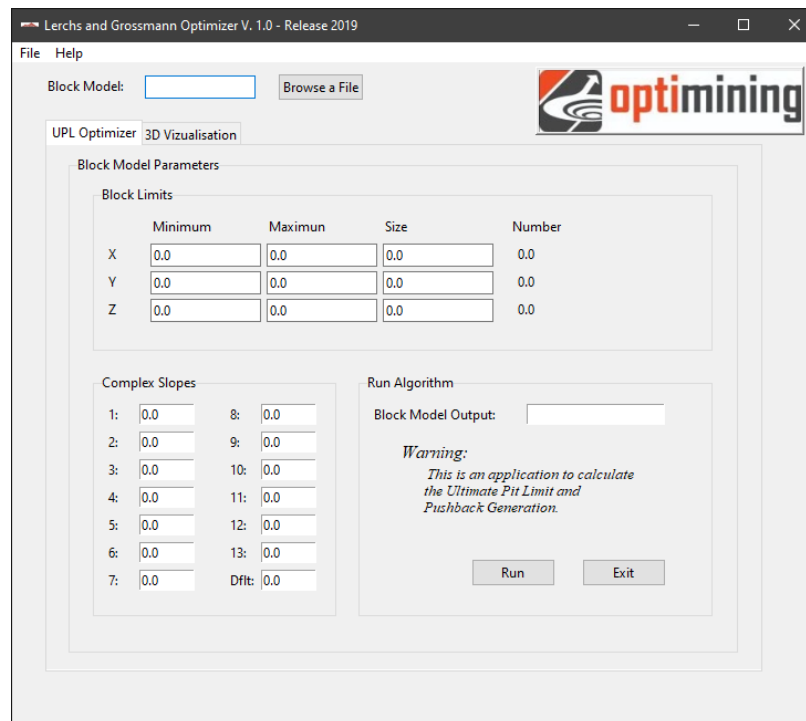 Lerchs and Grossmann Optimizer V. 1.0 - Release 2019
File Help
Block Model: Browse a File
optimining
UPL Optimizer 3D Vizualisation
Block Model Parameters
Block Limits
Minimum Maximun Size Number
X 0.0 0.0 0.0 0.0
Y 0.0 0.0 0.0 0.0
Z 0.0 0.0 0.0 0.0
Complex Slopes
1: 0.0 8: 0.0
2: 0.0 9: 0.0
3: 0.0 10: 0.0
4: 0.0 11: 0.0
5: 0.0 12: 0.0
6: 0.0 13: 0.0
7: 0.0 Dflt: 0.0
Run Algorithm
Block Model Output:
Warning:
This is an application to calculate
the Ultimate Pit Limit and
Pushback Generation.
Run Exit